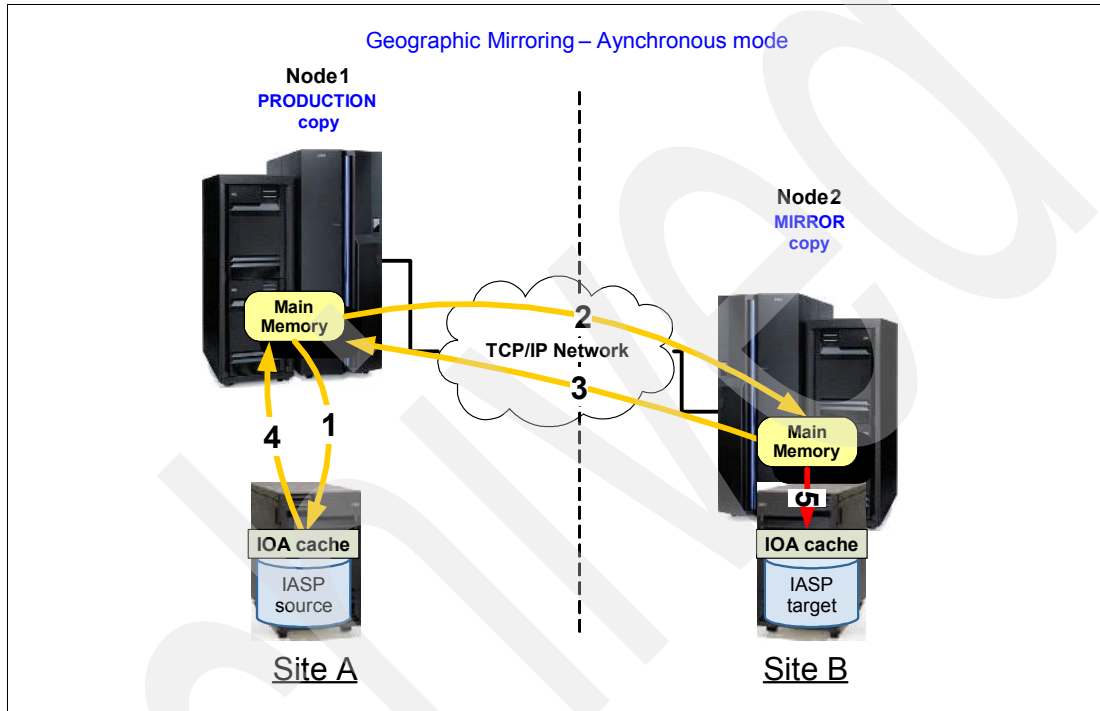 Geographic Mirroring – Aynchronous mode
Node1
PRODUCTION
copy
Node2
MIRROR
copy
Main
Memory
2
TCP/IP Network
3
4
1
Main
Memory
5
IOA cache
IASP
source
IOA cache
IASP
target
Site A
Site B